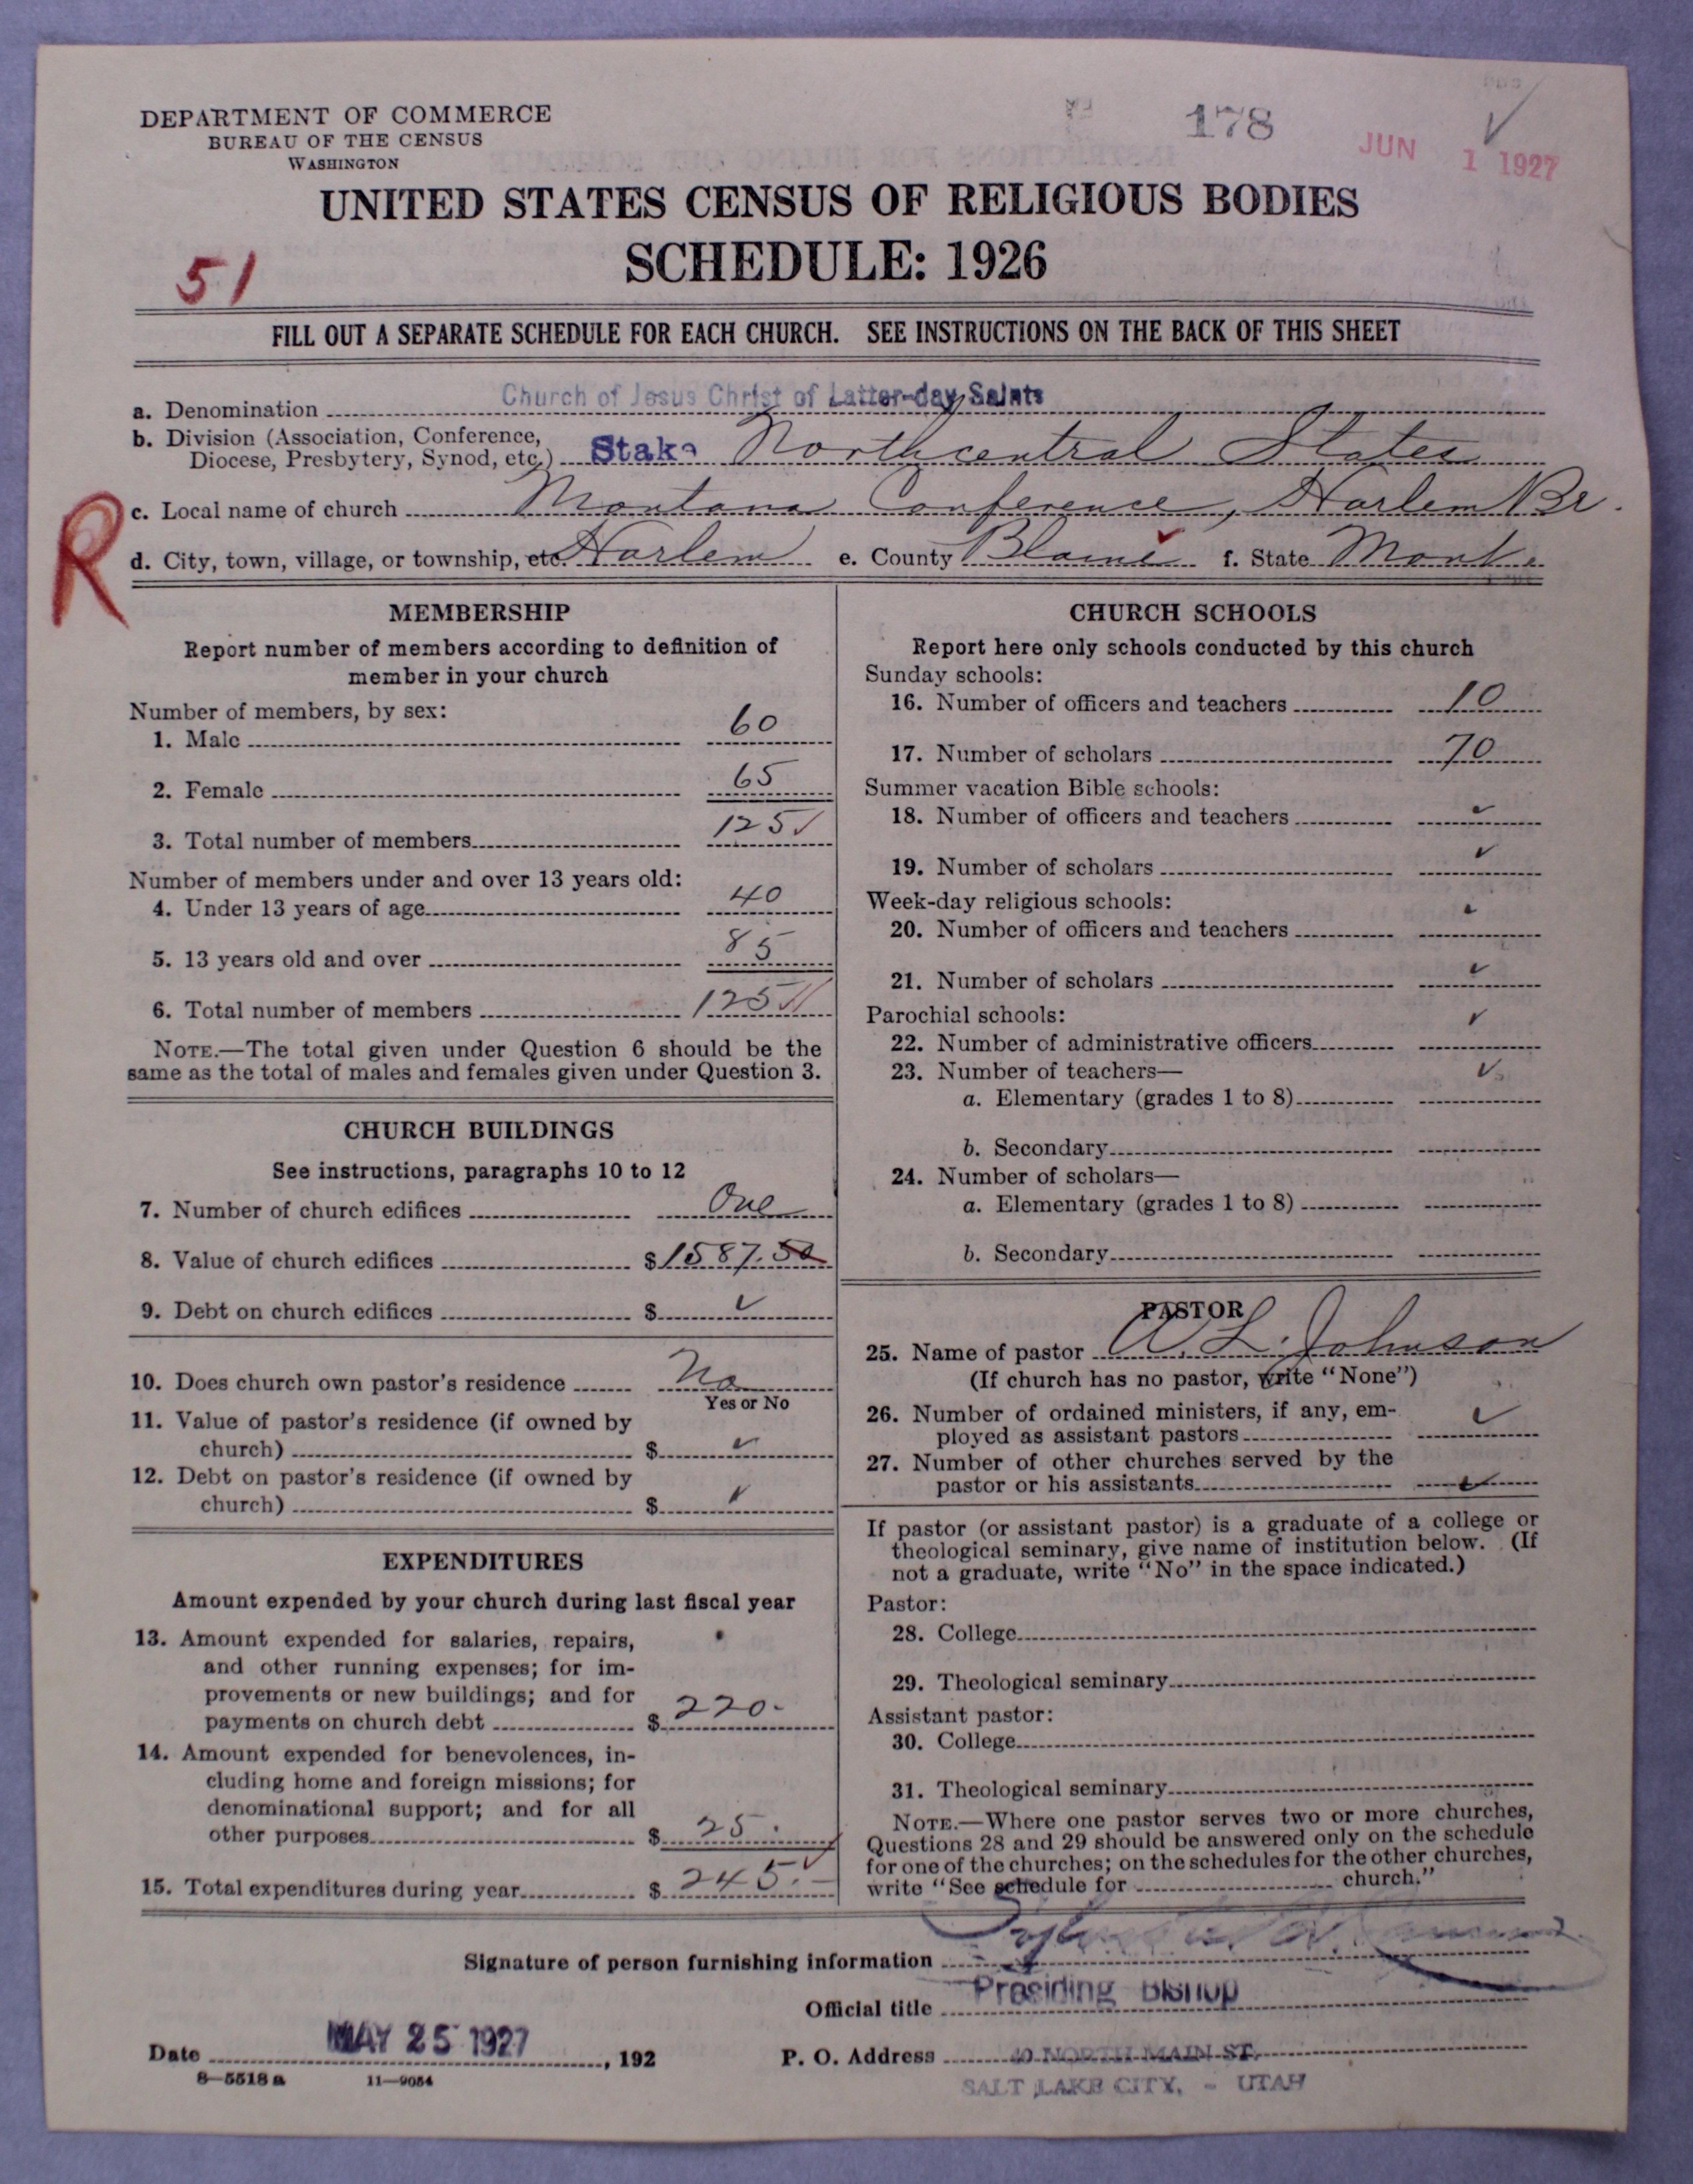 DEPARTMENT OF COMMERCE
BUREAU OF THE CENSUS
WASHINGTON
178
JUN 1 1927
UNITED STATES CENSUS OF RELIGIOUS BODIES
SCHEDULE: 1926
51
FILL OUT A SEPARATE SCHEDULE FOR EACH CHURCH. SEE INSTRUCTIONS ON THE BACK OF THIS SHEET
a. Denomination Church of Jesus Christ of Latter-day Saints
b. Division (Association, Conference,
Diocese, Presbytery, Synod, etc.) Stake Northcentral States
R
c. Local name of church Montana Conference, Harlem Br.
d. City, town, village, or township, etc. Harlem e. County Blaine f. State Mont.
MEMBERSHIP
Report number of members according to definition of
member in your church
Number of members, by sex:
1. Male 60
2. Female 65
3. Total number of members 125 ✓
Number of members under and over 13 years old:
4. Under 13 years of age 40
5. 13 years old and over 85
6. Total number of members 125 ✓
NOTE.—The total given under Question 6 should be the
same as the total of males and females given under Question 3.
CHURCH BUILDINGS
See instructions, paragraphs 10 to 12
7. Number of church edifices One
8. Value of church edifices $1587.50
9. Debt on church edifices $ ✓
10. Does church own pastor's residence No
Yes or No
11. Value of pastor's residence (if owned by
church) $ ✓
12. Debt on pastor's residence (if owned by
church) $ ✓
EXPENDITURES
Amount expended by your church during last fiscal year
13. Amount expended for salaries, repairs,
and other running expenses; for im-
provements or new buildings; and for
payments on church debt $ 220.-
14. Amount expended for benevolences, in-
cluding home and foreign missions; for
denominational support; and for all
other purposes $ 25.
15. Total expenditures during year $ 245.-
CHURCH SCHOOLS
Report here only schools conducted by this church
Sunday schools:
16. Number of officers and teachers 10
17. Number of scholars 70
Summer vacation Bible schools:
18. Number of officers and teachers ✓
19. Number of scholars ✓
Week-day religious schools:
20. Number of officers and teachers ✓
21. Number of scholars ✓
Parochial schools:
22. Number of administrative officers ✓
23. Number of teachers—
a. Elementary (grades 1 to 8) ✓
b. Secondary
24. Number of scholars—
a. Elementary (grades 1 to 8)
b. Secondary
PASTOR
25. Name of pastor A. L. Johnson
(If church has no pastor, write "None")
26. Number of ordained ministers, if any, em-
ployed as assistant pastors ✓
27. Number of other churches served by the
pastor or his assistants ✓
If pastor (or assistant pastor) is a graduate of a college or
theological seminary, give name of institution below. (If
not a graduate, write "No" in the space indicated.)
Pastor:
28. College
29. Theological seminary
Assistant pastor:
30. College
31. Theological seminary
NOTE.—Where one pastor serves two or more churches,
Questions 28 and 29 should be answered only on the schedule
for one of the churches; on the schedules for the other churches,
write "See schedule for church."
Signature of person furnishing information
Official title Presiding Bishop
Date MAY 25 1927, 192
P. O. Address 40 NORTH MAIN ST.
SALT LAKE CITY, - UTAH
8—5518 a 11—9054